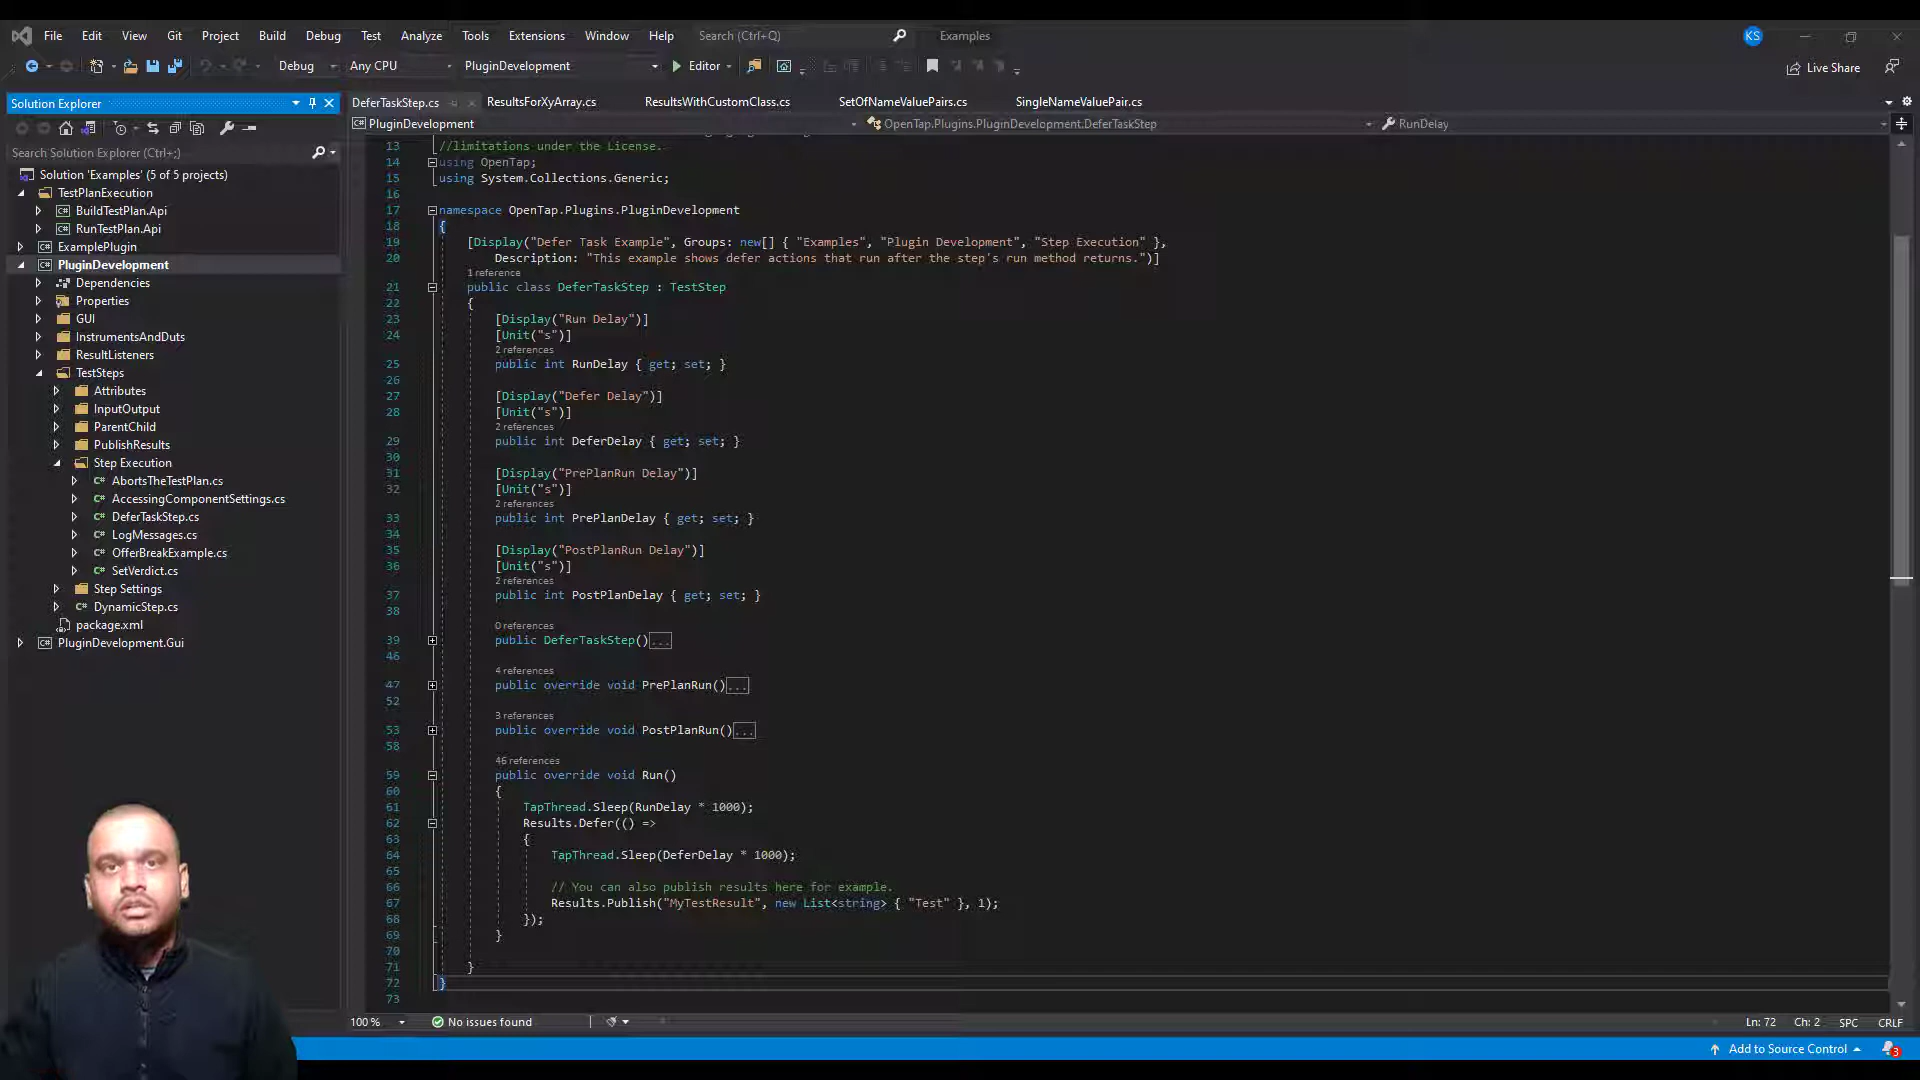 File Edit View Git Project Build Debug Test Analyze Tools Extensions Window Help Search (Ctrl+Q) Examples KS
Debug Any CPU PluginDevelopment Editor Live Share
Solution Explorer
Search Solution Explorer (Ctrl+;)
Solution 'Examples' (5 of 5 projects)
TestPlanExecution
BuildTestPlan.Api
RunTestPlan.Api
ExamplePlugin
PluginDevelopment
Dependencies
Properties
GUI
InstrumentsAndDuts
ResultListeners
TestSteps
Attributes
InputOutput
ParentChild
PublishResults
Step Execution
AbortsTheTestPlan.cs
AccessingComponentSettings.cs
DeferTaskStep.cs
LogMessages.cs
OfferBreakExample.cs
SetVerdict.cs
Step Settings
DynamicStep.cs
package.xml
PluginDevelopment.Gui
DeferTaskStep.cs ResultsForXyArray.cs ResultsWithCustomClass.cs SetOfNameValuePairs.cs SingleNameValuePair.cs
PluginDevelopment OpenTap.Plugins.PluginDevelopment.DeferTaskStep RunDelay
13 //limitations under the License.
14 using OpenTap;
15 using System.Collections.Generic;
16
17 namespace OpenTap.Plugins.PluginDevelopment
18 {
19 [Display("Defer Task Example", Groups: new[] { "Examples", "Plugin Development", "Step Execution" },
20 Description: "This example shows defer actions that run after the step's run method returns.")]
1 reference
21 public class DeferTaskStep : TestStep
22 {
23 [Display("Run Delay")]
24 [Unit("s")]
2 references
25 public int RunDelay { get; set; }
26
27 [Display("Defer Delay")]
28 [Unit("s")]
2 references
29 public int DeferDelay { get; set; }
30
31 [Display("PrePlanRun Delay")]
32 [Unit("s")]
2 references
33 public int PrePlanDelay { get; set; }
34
35 [Display("PostPlanRun Delay")]
36 [Unit("s")]
2 references
37 public int PostPlanDelay { get; set; }
38
0 references
39 public DeferTaskStep()...
46
4 references
47 public override void PrePlanRun()...
52
3 references
53 public override void PostPlanRun()...
58
46 references
59 public override void Run()
60 {
61 TapThread.Sleep(RunDelay * 1000);
62 Results.Defer(() =>
63 {
64 TapThread.Sleep(DeferDelay * 1000);
65
66 // You can also publish results here for example.
67 Results.Publish("MyTestResult", new List<string> { "Test" }, 1);
68 });
69 }
70
71 }
72 }
73
100 % No issues found Ln: 72 Ch: 2 SPC CRLF
Add to Source Control 3